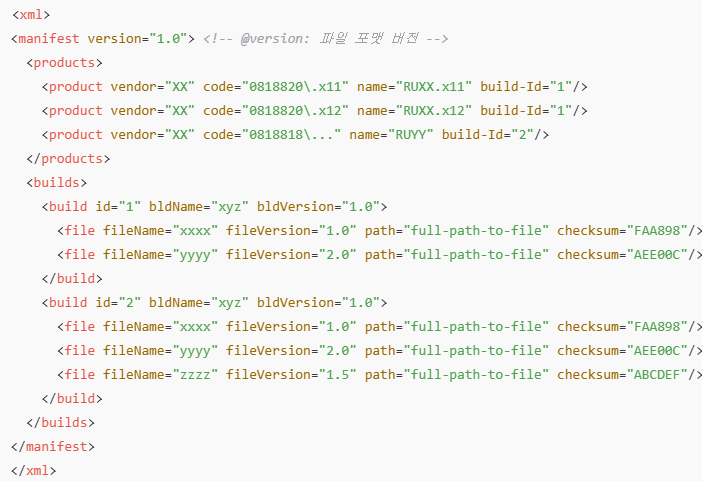 <xml>
<manifest version="1.0"> <!-- @version: 파일 포맷 버전 -->
<products>
<product vendor="XX" code="0818820\.x11" name="RUXX.x11" build-Id="1"/>
<product vendor="XX" code="0818820\.x12" name="RUXX.x12" build-Id="1"/>
<product vendor="XX" code="0818818\..." name="RUYY" build-Id="2"/>
</products>
<builds>
<build id="1" bldName="xyz" bldVersion="1.0">
<file fileName="xxxx" fileVersion="1.0" path="full-path-to-file" checksum="FAA898"/>
<file fileName="yyyy" fileVersion="2.0" path="full-path-to-file" checksum="AEE00C"/>
</build>
<build id="2" bldName="xyz" bldVersion="1.0">
<file fileName="xxxx" fileVersion="1.0" path="full-path-to-file" checksum="FAA898"/>
<file fileName="yyyy" fileVersion="2.0" path="full-path-to-file" checksum="AEE00C"/>
<file fileName="zzzz" fileVersion="1.5" path="full-path-to-file" checksum="ABCDEF"/>
</build>
</builds>
</manifest>
</xml>